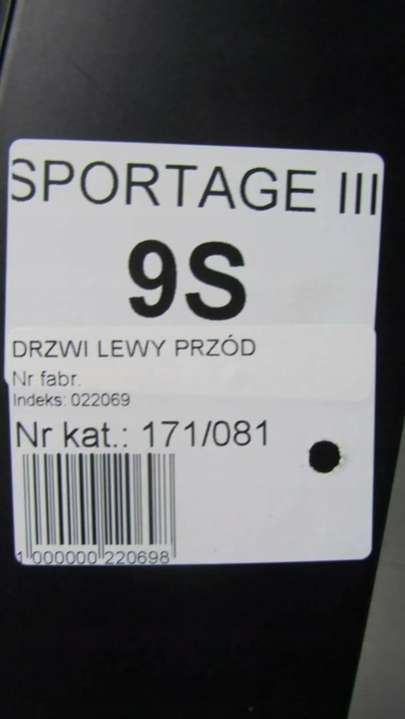 SPORTAGE III
9S
DRZWI LEWY PRZÓD
Nr fabr.
Indeks: 022069
Nr kat.: 171/081
1 000000 220698